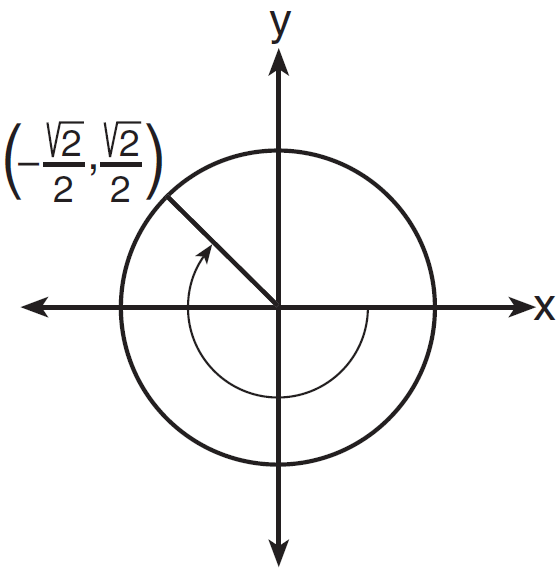 y
(-√2/2, √2/2)
x